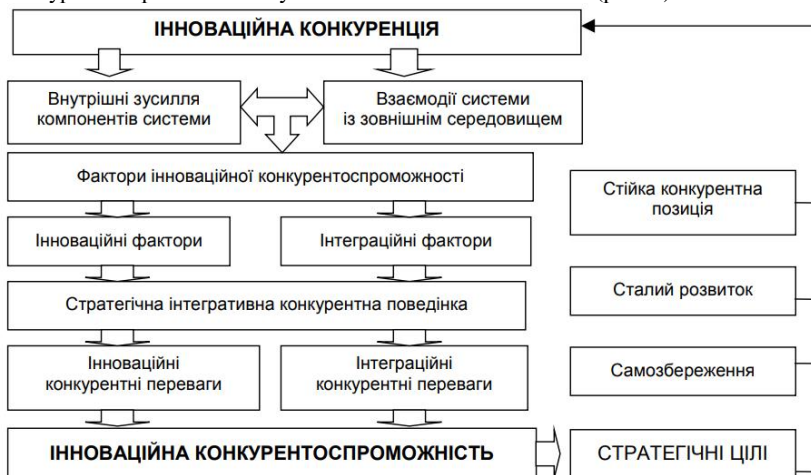 ІННОВАЦІЙНА КОНКУРЕНЦІЯ
Внутрішні зусилля
компонентів системи
Взаємодії системи
із зовнішнім середовищем
Фактори інноваційної конкурентоспроможності
Інноваційні фактори
Інтеграційні фактори
Стратегічна інтегративна конкурентна поведінка
Інноваційні
конкурентні переваги
Інтеграційні
конкурентні переваги
ІННОВАЦІЙНА КОНКУРЕНТОСПРОМОЖНІСТЬ
Стійка конкурентна
позиція
Сталий розвиток
Самозбереження
СТРАТЕГІЧНІ ЦІЛІ